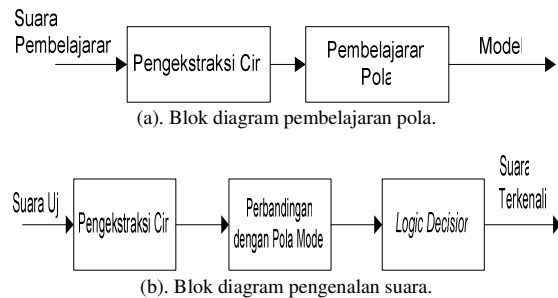 Suara
Pembelajarar
Pengekstraksi Cir
Pembelajarar
Pola
Model
(a). Blok diagram pembelajaran pola.
Suara Uj
Pengekstraksi Cir
Perbandingan
dengan Pola Mode
Logic Decision
Suara
Terkenali
(b). Blok diagram pengenalan suara.